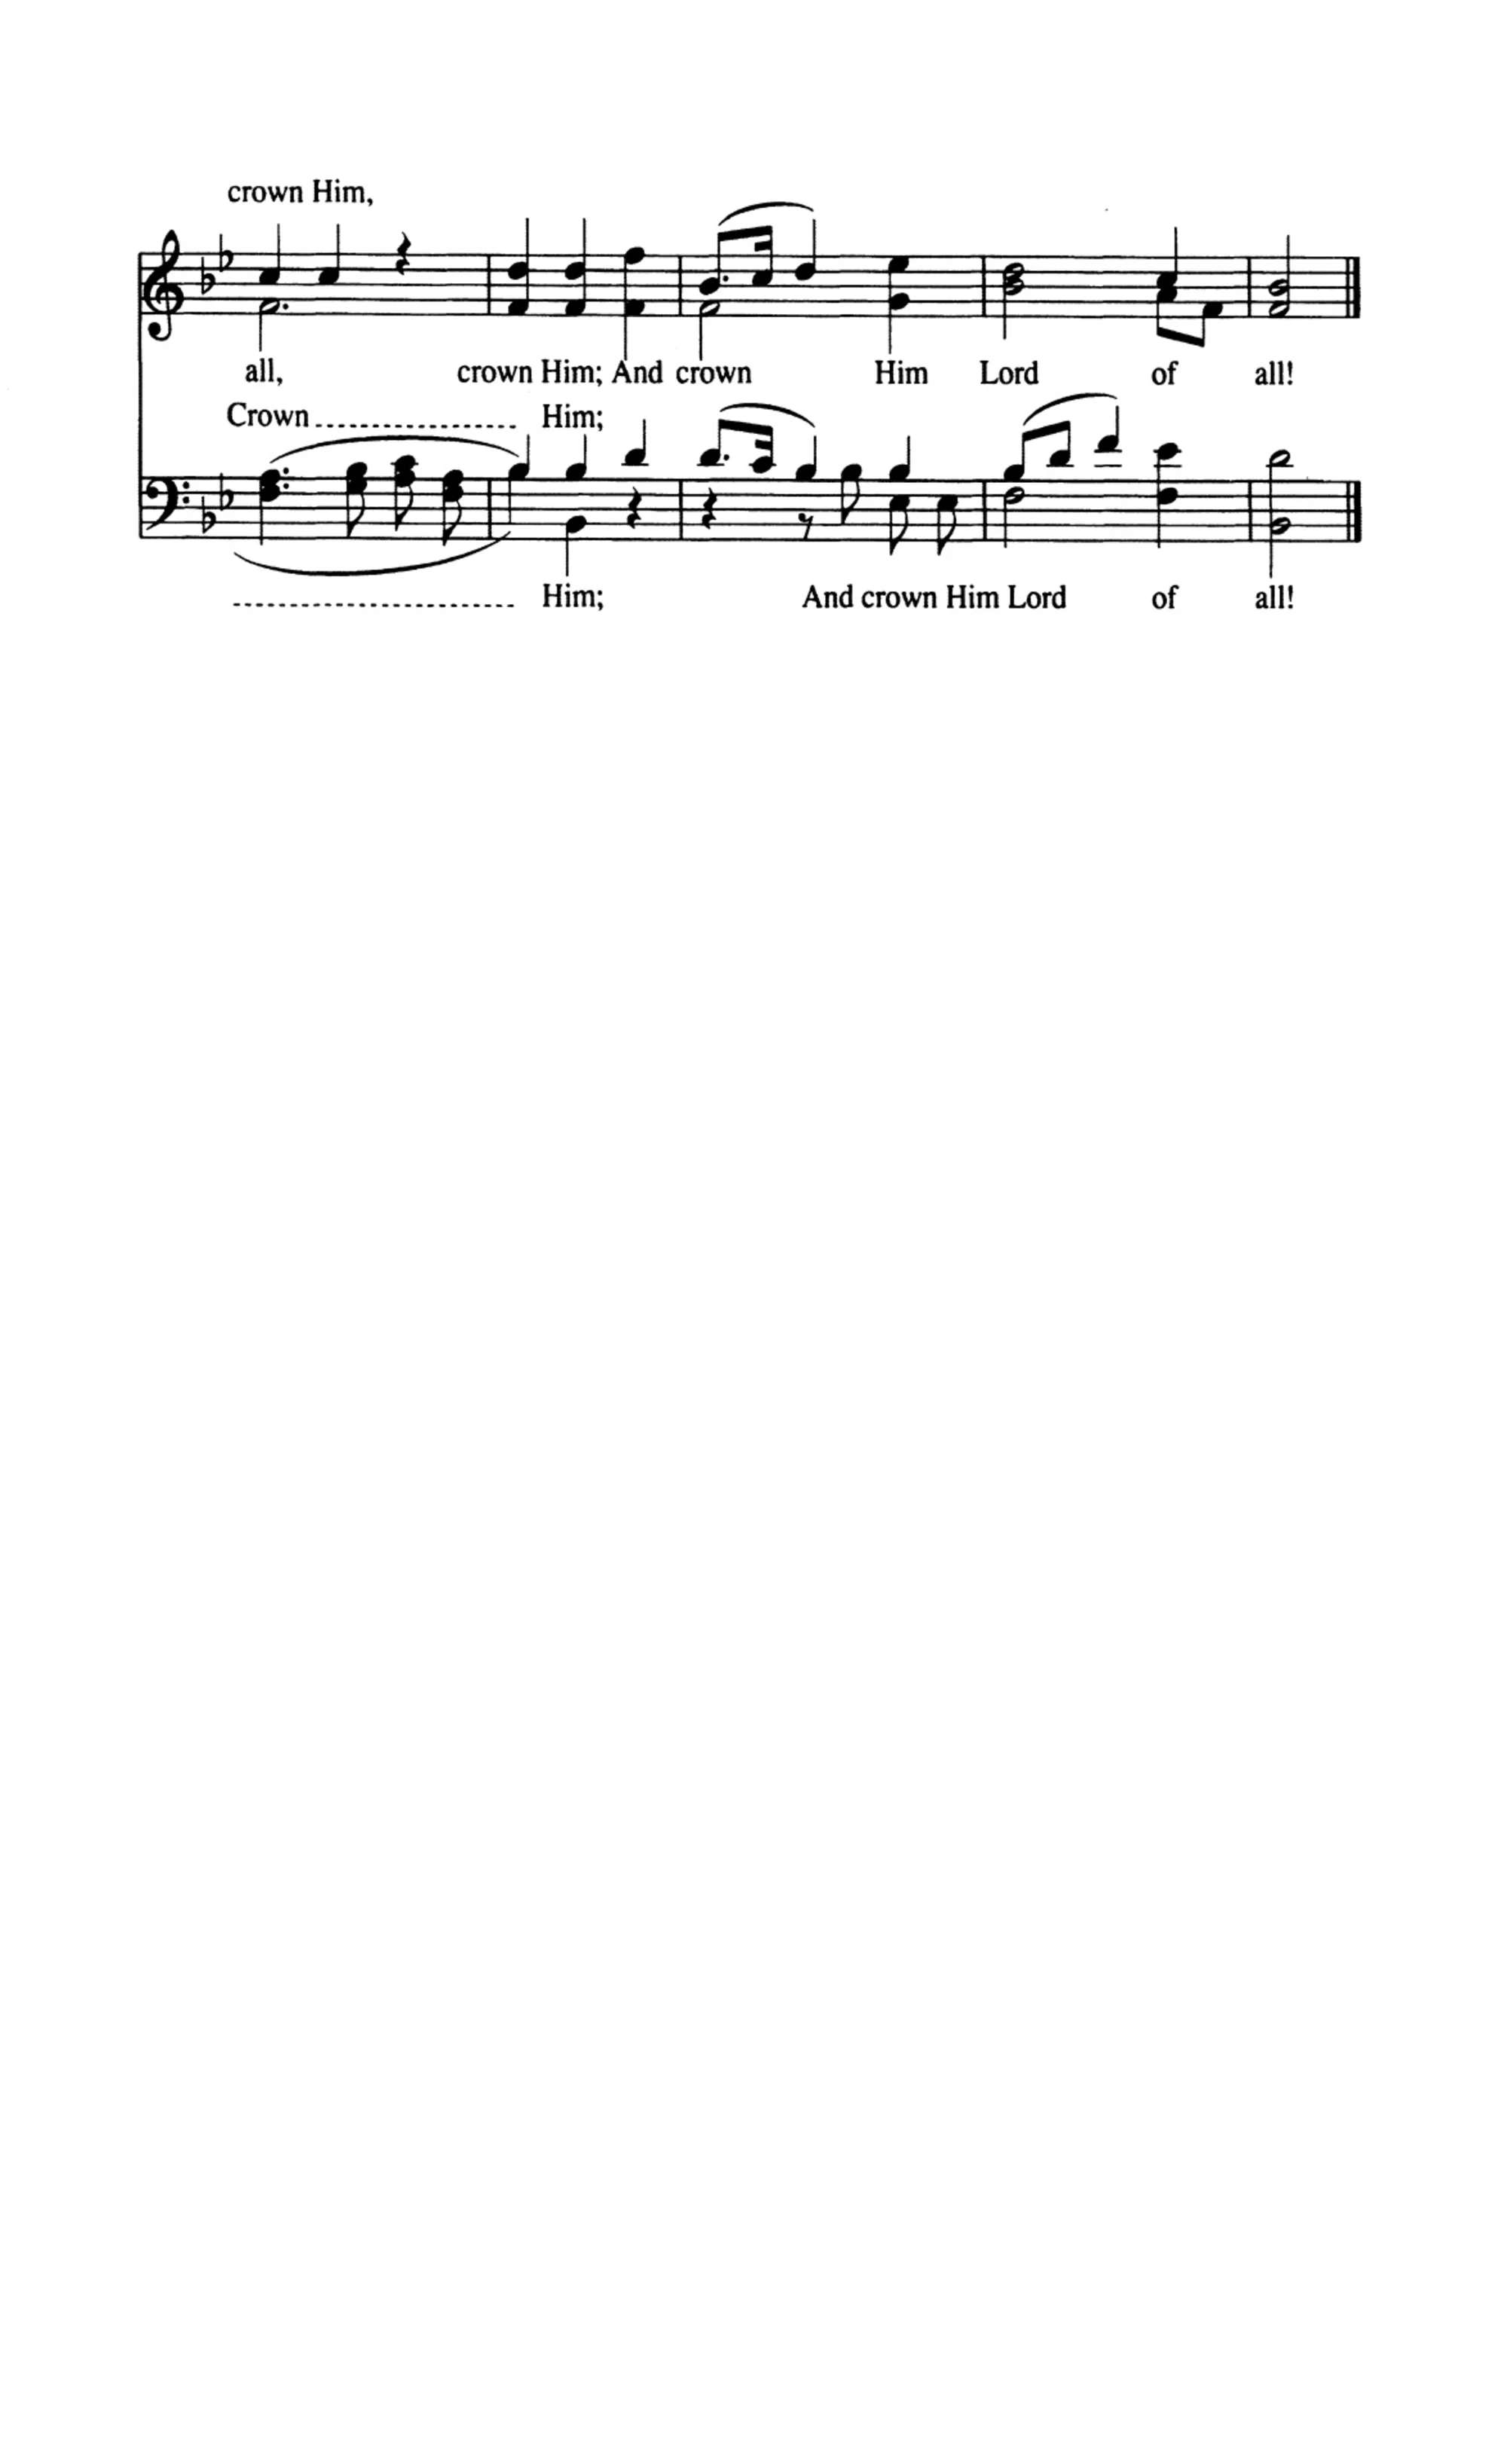 crown Him,
all, crown Him; And crown Him Lord of all!
Crown ................. Him;
....................... Him; And crown Him Lord of all!